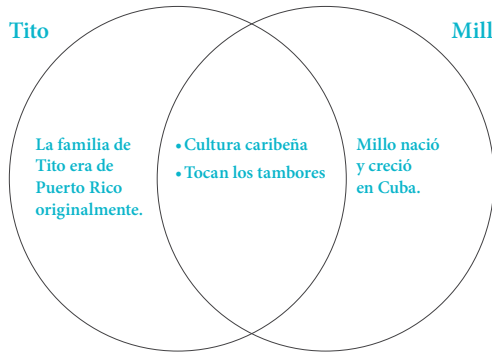 Tito
Mill
La familia de
Tito era de
Puerto Rico
originalmente.
• Cultura caribeña
• Tocan los tambores
Millo nació
y creció
en Cuba.